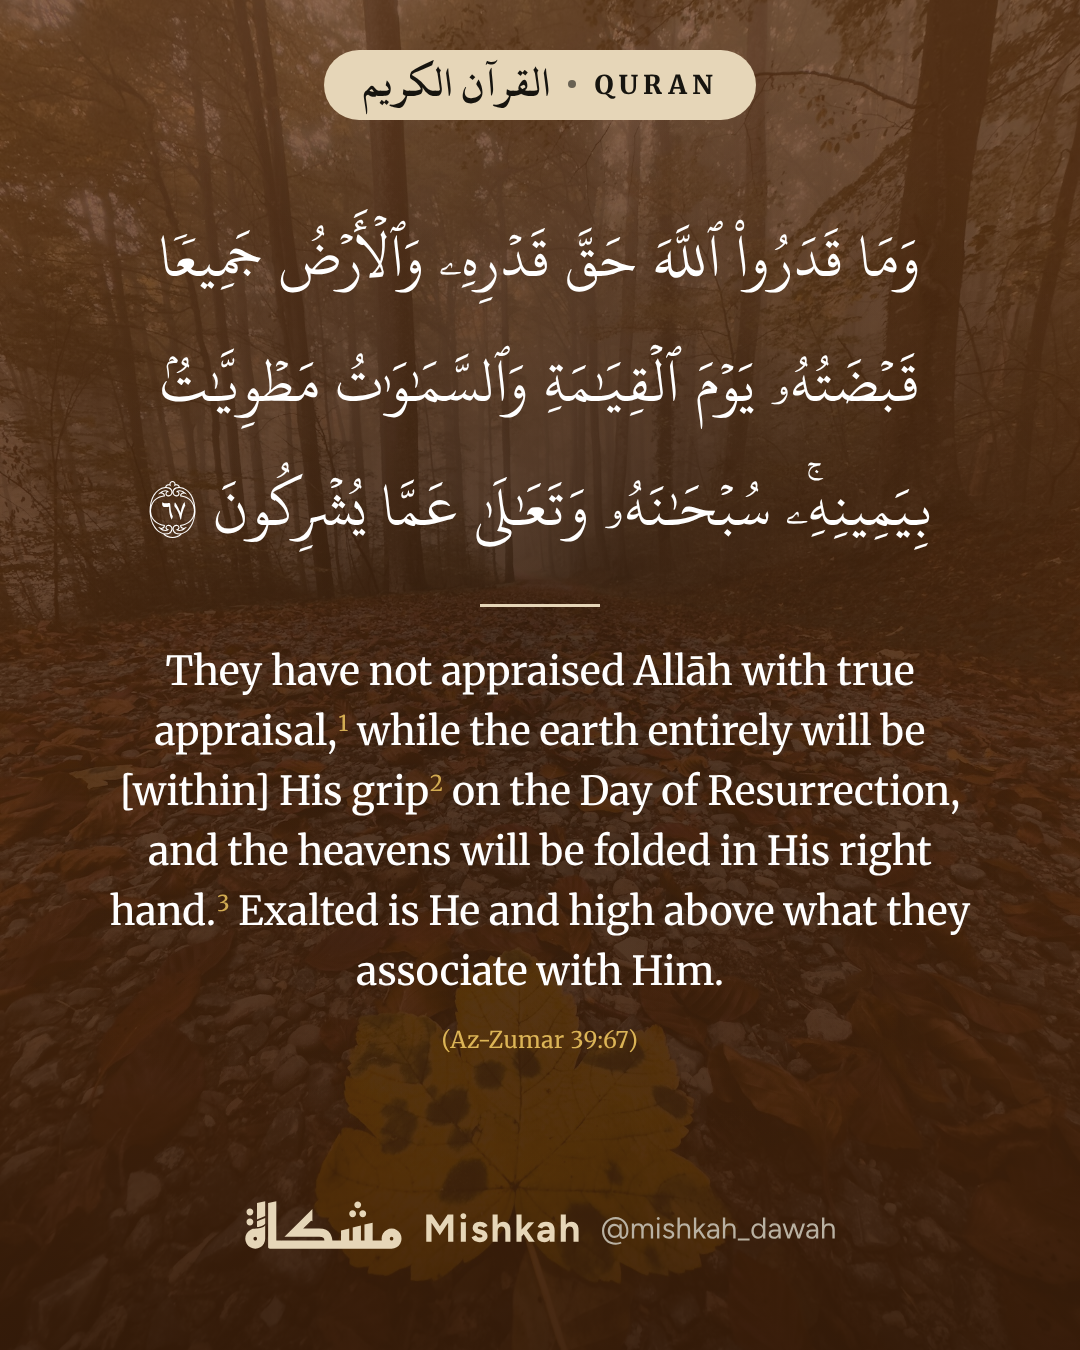 القرآن الكريم • QURAN
وَمَا قَدَرُوا۟ ٱللَّهَ حَقَّ قَدْرِهِۦ وَٱلْأَرْضُ جَمِيعًا
قَبْضَتُهُۥ يَوْمَ ٱلْقِيَـٰمَةِ وَٱلسَّمَـٰوَٰتُ مَطْوِيَّـٰتٌۢ
بِيَمِينِهِۦ ۚ سُبْحَـٰنَهُۥ وَتَعَـٰلَىٰ عَمَّا يُشْرِكُونَ ٦٧
They have not appraised Allāh with true
appraisal,1 while the earth entirely will be
[within] His grip2 on the Day of Resurrection,
and the heavens will be folded in His right
hand.3 Exalted is He and high above what they
associate with Him.
(Az-Zumar 39:67)
مشكاة Mishkah @mishkah_dawah